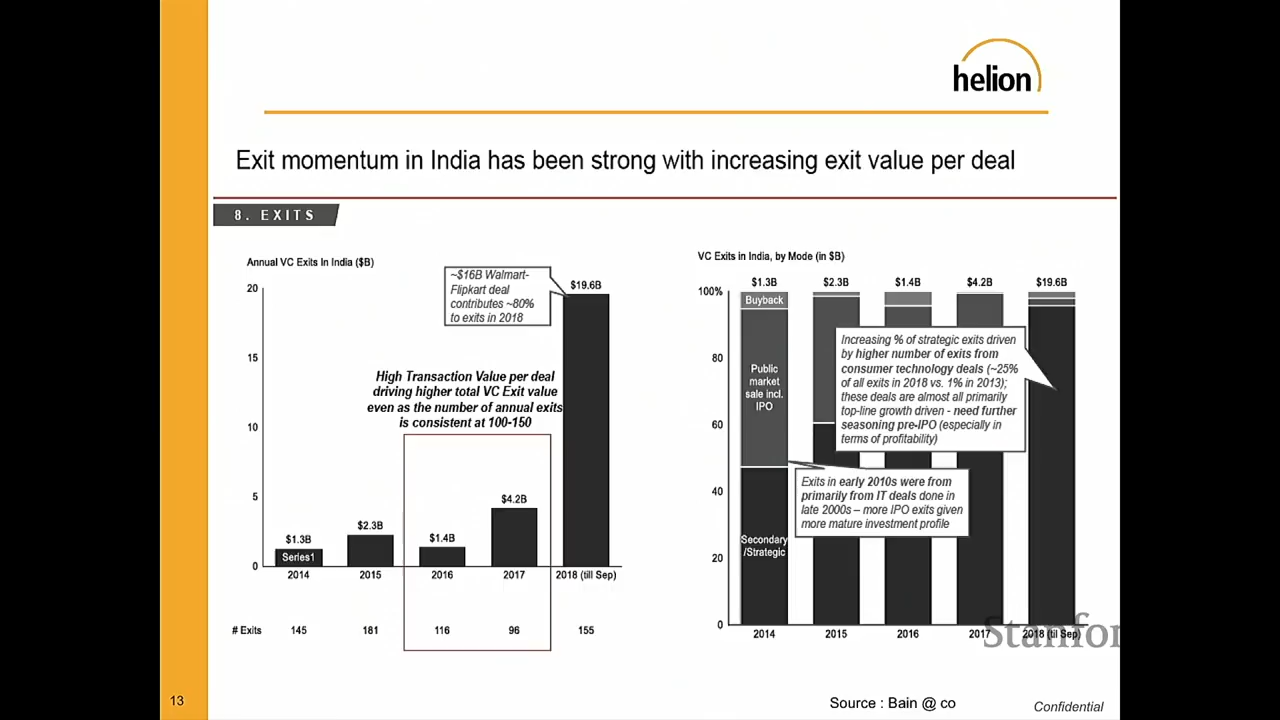 helion
Exit momentum in India has been strong with increasing exit value per deal
8. EXITS
Annual VC Exits In India ($B)
20
15
10
5
0
~$16B Walmart-
Flipkart deal
contributes ~80%
to exits in 2018
$19.6B
High Transaction Value per deal
driving higher total VC Exit value
even as the number of annual exits
is consistent at 100-150
$1.3B
$2.3B
$1.4B
$4.2B
Series1
2014
2015
2016
2017
2018 (till Sep)
# Exits
145
181
116
96
155
VC Exits in India, by Mode (in $B)
$1.3B
$2.3B
$1.4B
$4.2B
$19.6B
100%
80
60
40
20
0
Buyback
Public
market
sale incl.
IPO
Secondary
/Strategic
Increasing % of strategic exits driven
by higher number of exits from
consumer technology deals (~25%
of all exits in 2018 vs. 1% in 2013);
these deals are almost all primarily
top-line growth driven - need further
seasoning pre-IPO (especially in
terms of profitability)
Exits in early 2010s were from
primarily from IT deals done in
late 2000s – more IPO exits given
more mature investment profile
2014
2015
2016
2017
2018 (til Sep)
Stanfor
13
Source : Bain @ co
Confidential